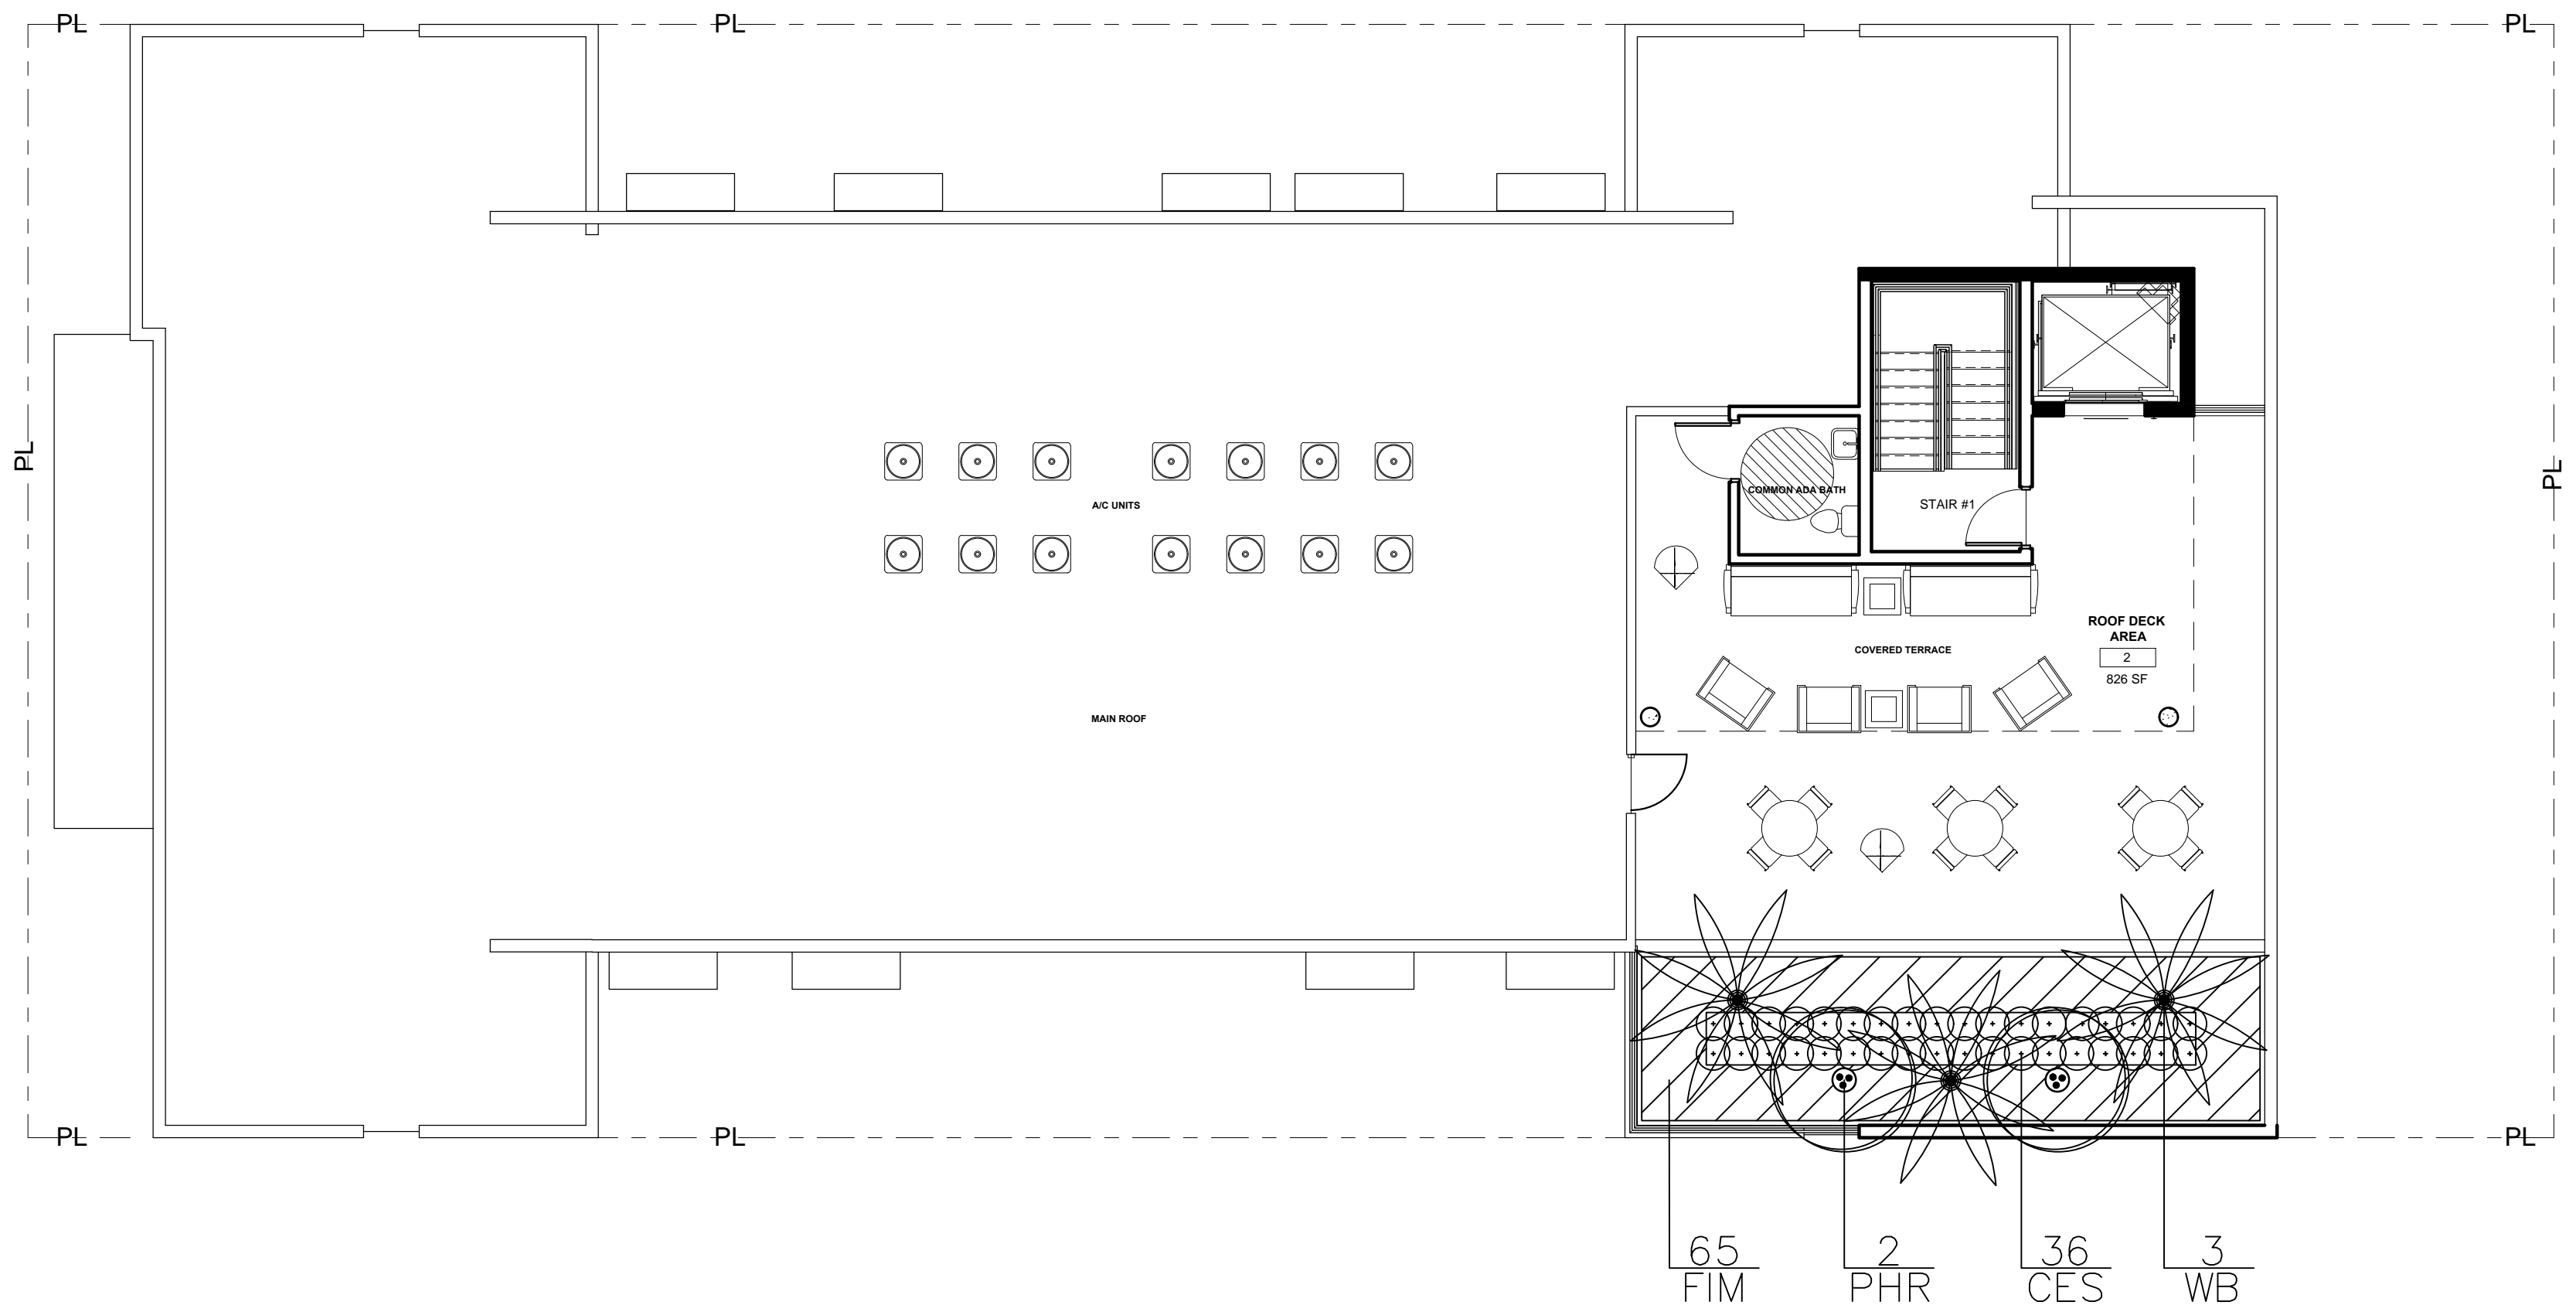 PL
PL
PL
PL
PL
A/C UNITS
COMMON ADA BATH
STAIR #1
ROOF DECK
AREA
2
826 SF
COVERED TERRACE
MAIN ROOF
PL
PL
PL
65
FIM
2
PHR
36
CES
3
WB